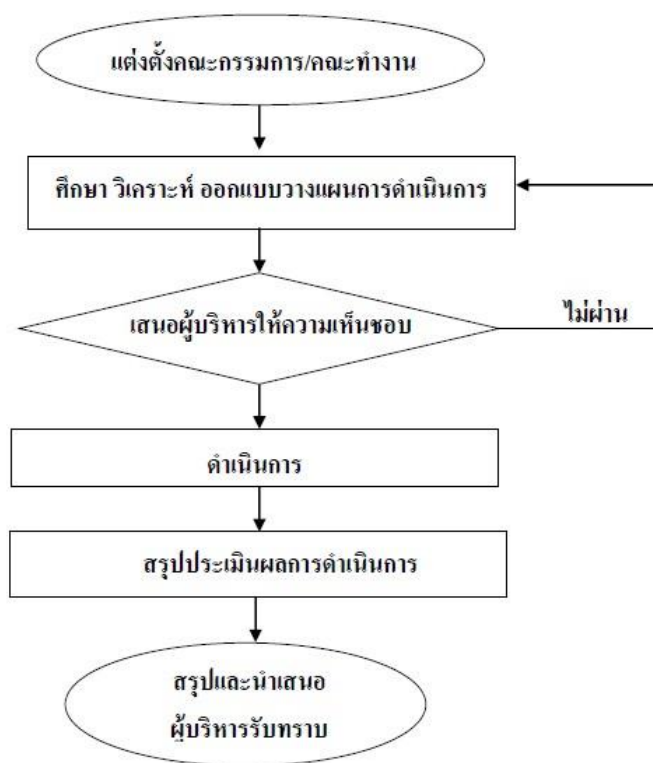 แต่งตั้งคณะกรรมการ/คณะทำงาน
ศึกษา วิเคราะห์ ออกแบบวางแผนการดำเนินการ
เสนอผู้บริหารให้ความเห็นชอบ
ไม่ผ่าน
ดำเนินการ
สรุปประเมินผลการดำเนินการ
สรุปและนำเสนอ
ผู้บริหารรับทราบ